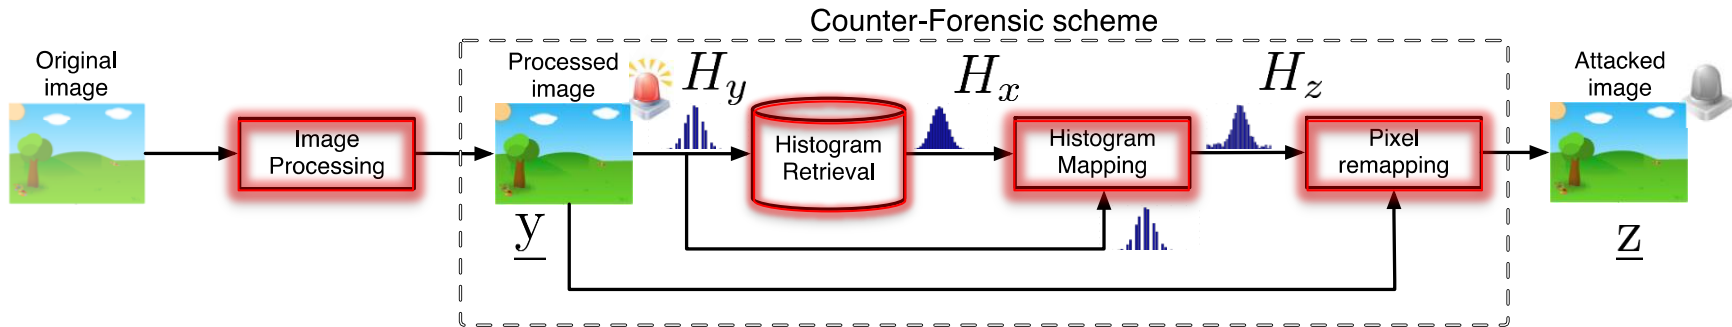 Counter-Forensic scheme
Original
image
Image
Processing
Processed
image
y
H_y
Histogram
Retrieval
H_x
Histogram
Mapping
H_z
Pixel
remapping
Attacked
image
z